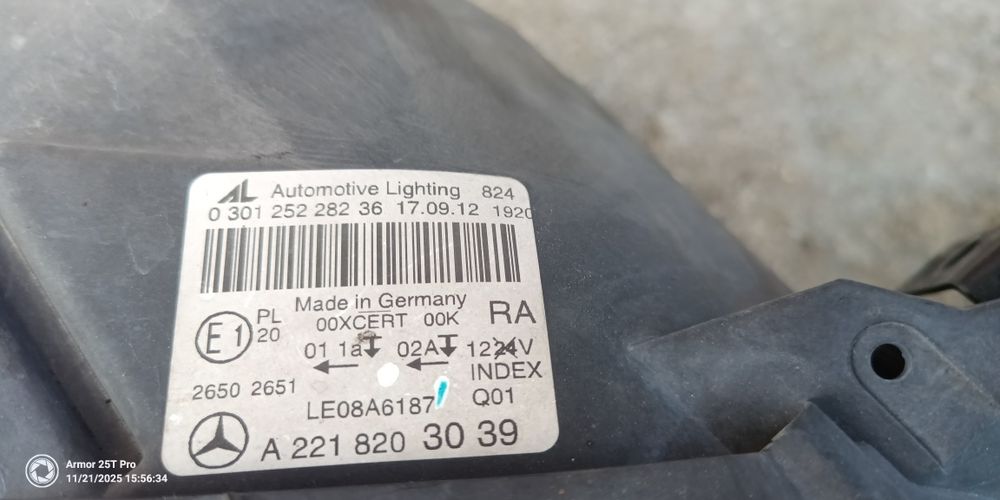 AL Automotive Lighting 824
0 301 252 282 36 17.09.12 1920
Made in Germany
00XCERT 00K RA
E1 PL
20
01 1a 02A 1224V
2650 2651 INDEX
LE08A6187 Q01
A 221 820 30 39
Armor 25T Pro
11/21/2025 15:56:34